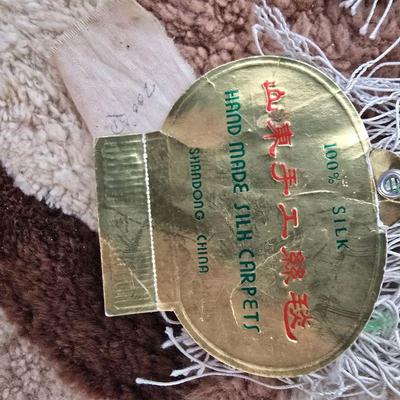 100% SILK
山東手工絲毯
HAND MADE SILK CARPETS
SHANDONG CHINA